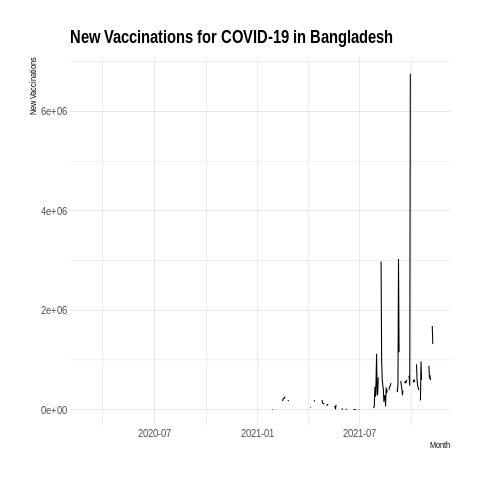 New Vaccinations for COVID-19 in Bangladesh
New Vaccinations
6e+06
4e+06
2e+06
0e+00
2020-07 2021-01 2021-07
Month